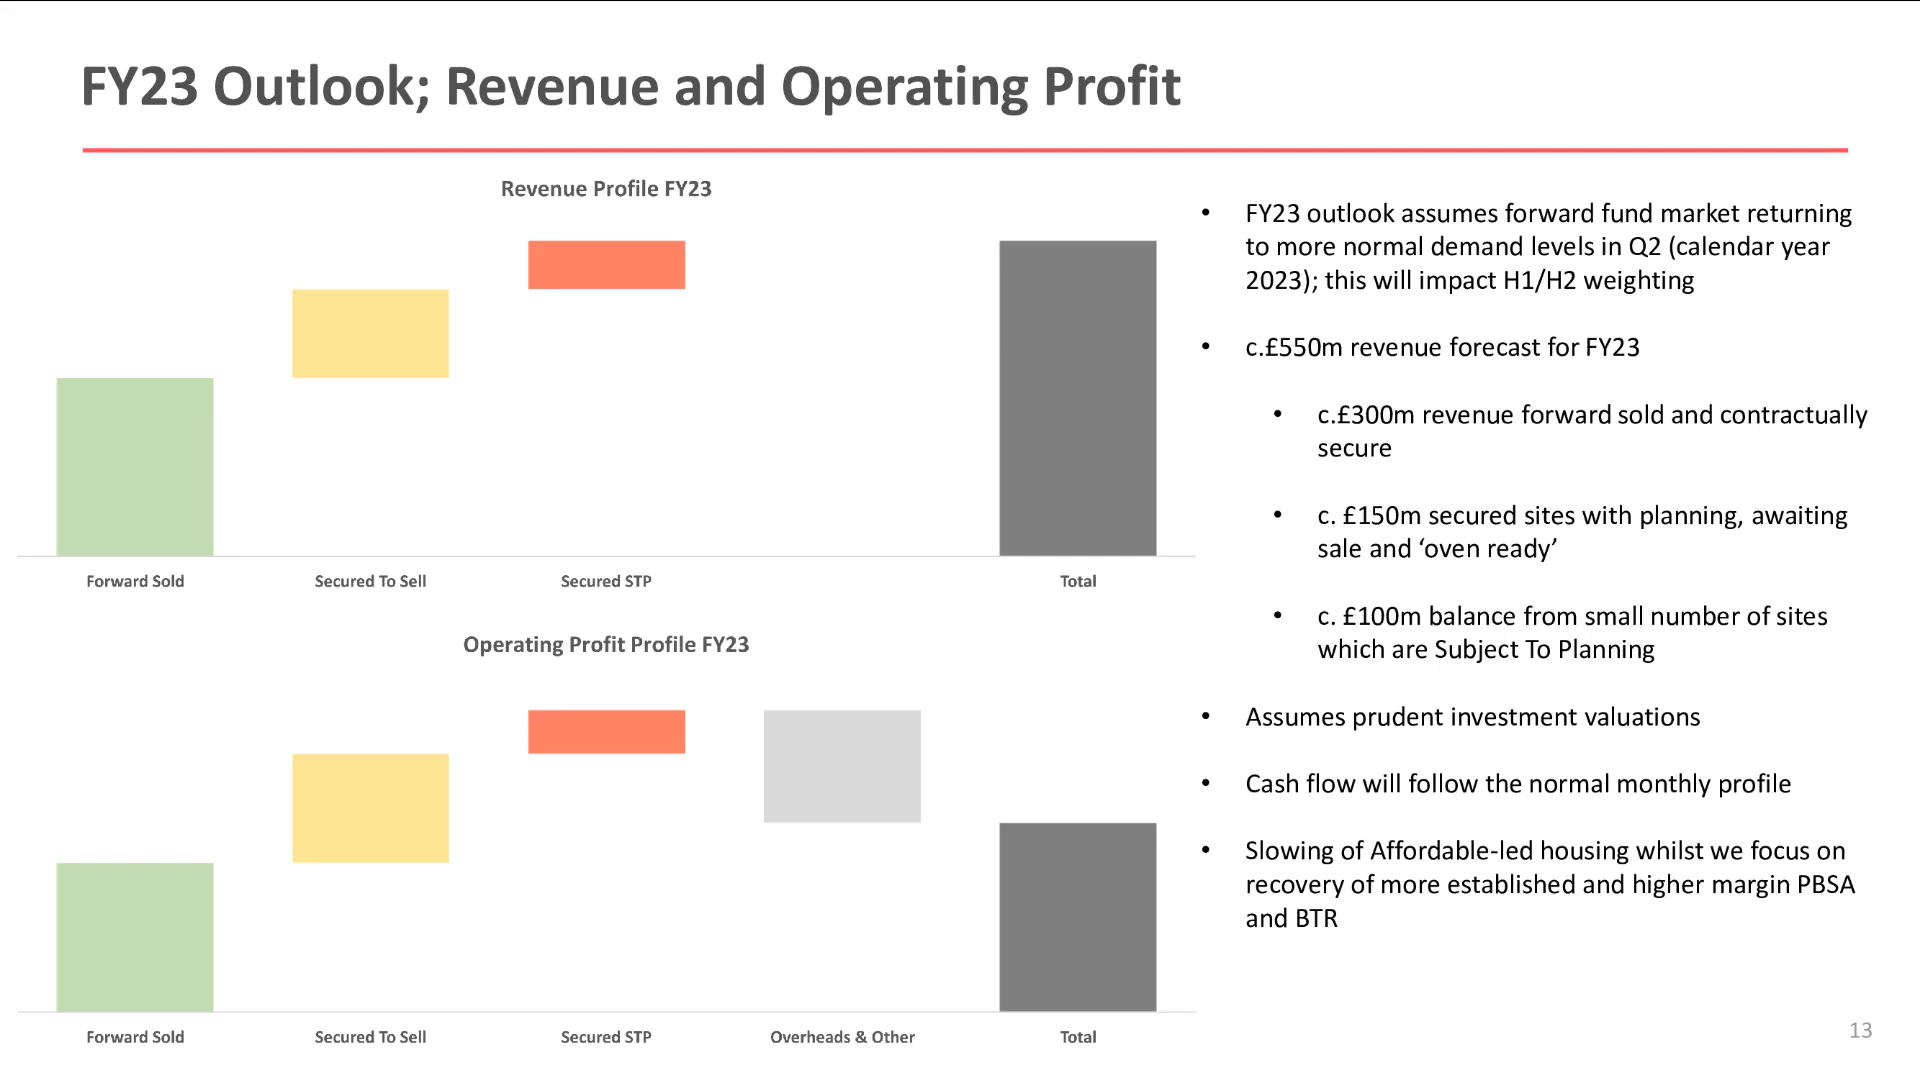 FY23 Outlook; Revenue and Operating Profit
Revenue Profile FY23
Forward Sold
Secured To Sell
Secured STP
Total
Operating Profit Profile FY23
Forward Sold
Secured To Sell
Secured STP
Overheads & Other
Total
• FY23 outlook assumes forward fund market returning
to more normal demand levels in Q2 (calendar year
2023); this will impact H1/H2 weighting
• c.£550m revenue forecast for FY23
• c.£300m revenue forward sold and contractually
secure
• c. £150m secured sites with planning, awaiting
sale and ‘oven ready’
• c. £100m balance from small number of sites
which are Subject To Planning
• Assumes prudent investment valuations
• Cash flow will follow the normal monthly profile
• Slowing of Affordable-led housing whilst we focus on
recovery of more established and higher margin PBSA
and BTR
13